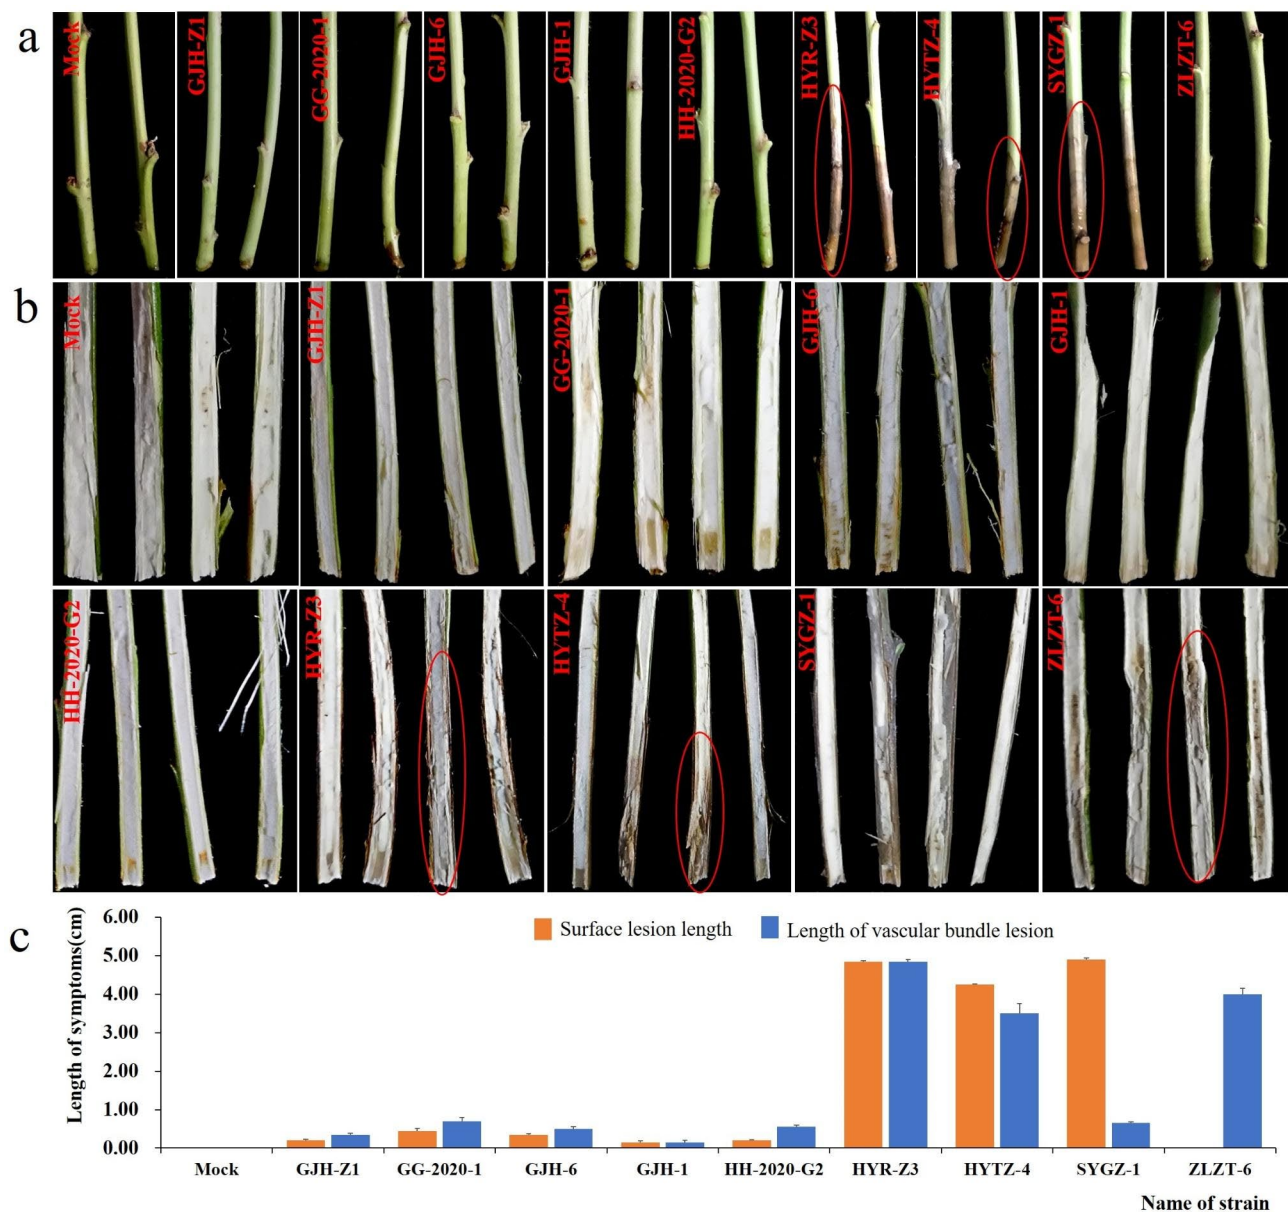 a
Mock
GJH-Z1
GG-2020-1
GJH-6
GJH-1
HH-2020-G2
HYR-Z3
HYTZ-4
SYGZ-1
ZLZT-6
b
Mock
GJH-Z1
GG-2020-1
GJH-6
GJH-1
HH-2020-G2
HYR-Z3
HYTZ-4
SYGZ-1
ZLZT-6
c
Length of symptoms(cm)
6.00
5.00
4.00
3.00
2.00
1.00
0.00
Surface lesion length
Length of vascular bundle lesion
Mock GJH-Z1 GG-2020-1 GJH-6 GJH-1 HH-2020-G2 HYR-Z3 HYTZ-4 SYGZ-1 ZLZT-6
Name of strain